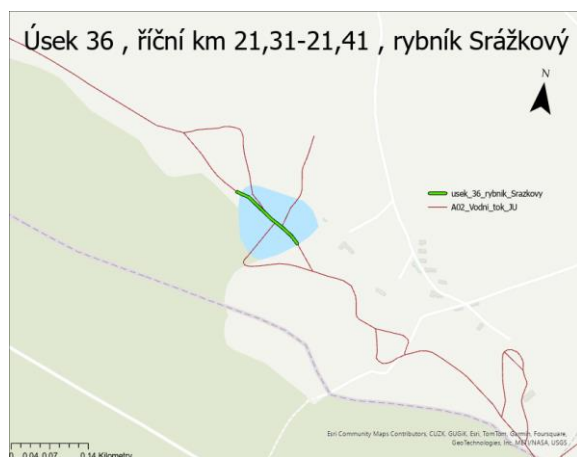 Úsek 36 , říční km 21,31-21,41 , rybník Srážkový
N
usek_36_rybnik_Srazkovy
A02_Vodni_tok_JU
Esri Community Maps Contributors, CUZK, GUGiK, Esri, TomTom, Garmin, Foursquare,
GeoTechnologies, Inc, METI/NASA, USGS
0 0.04 0.07 0.14 Kilometry